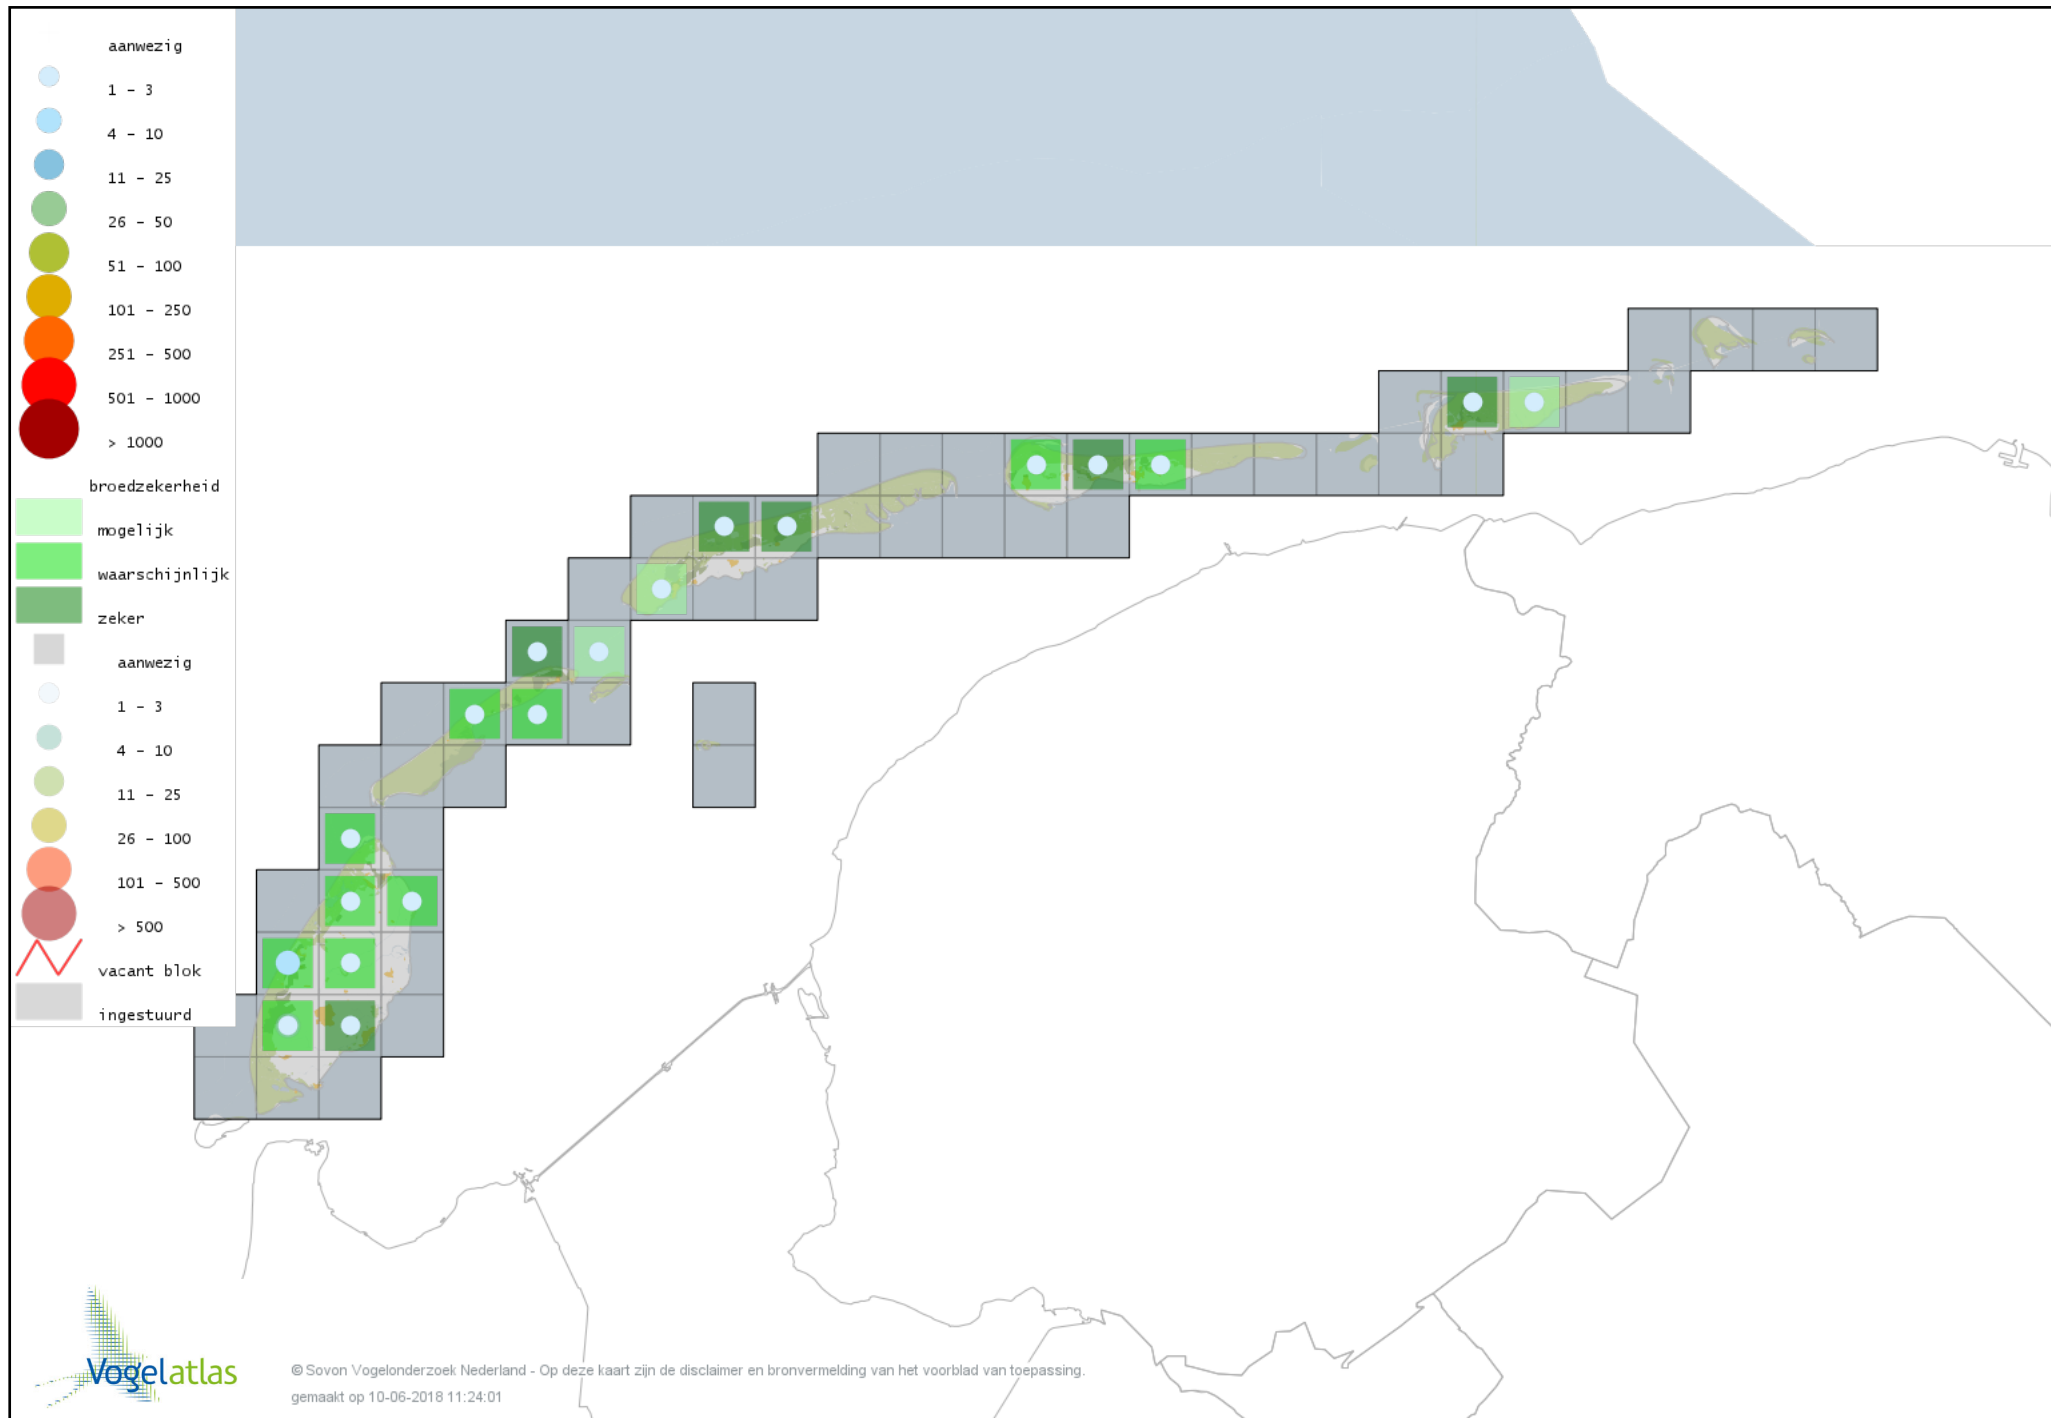 aanwezig
1 - 3
4 - 10
11 - 25
26 - 50
51 - 100
101 - 250
251 - 500
501 - 1000
> 1000
broedzekerheid
mogelijk
waarschijnlijk
zeker
aanwezig
1 - 3
4 - 10
11 - 25
26 - 100
101 - 500
> 500
vacant blok
ingestuurd
Vogelatlas
© Sovon Vogelonderzoek Nederland - Op deze kaart zijn de disclaimer en bronvermelding van het voorblad van toepassing.
gemaakt op 10-06-2018 11:24:01